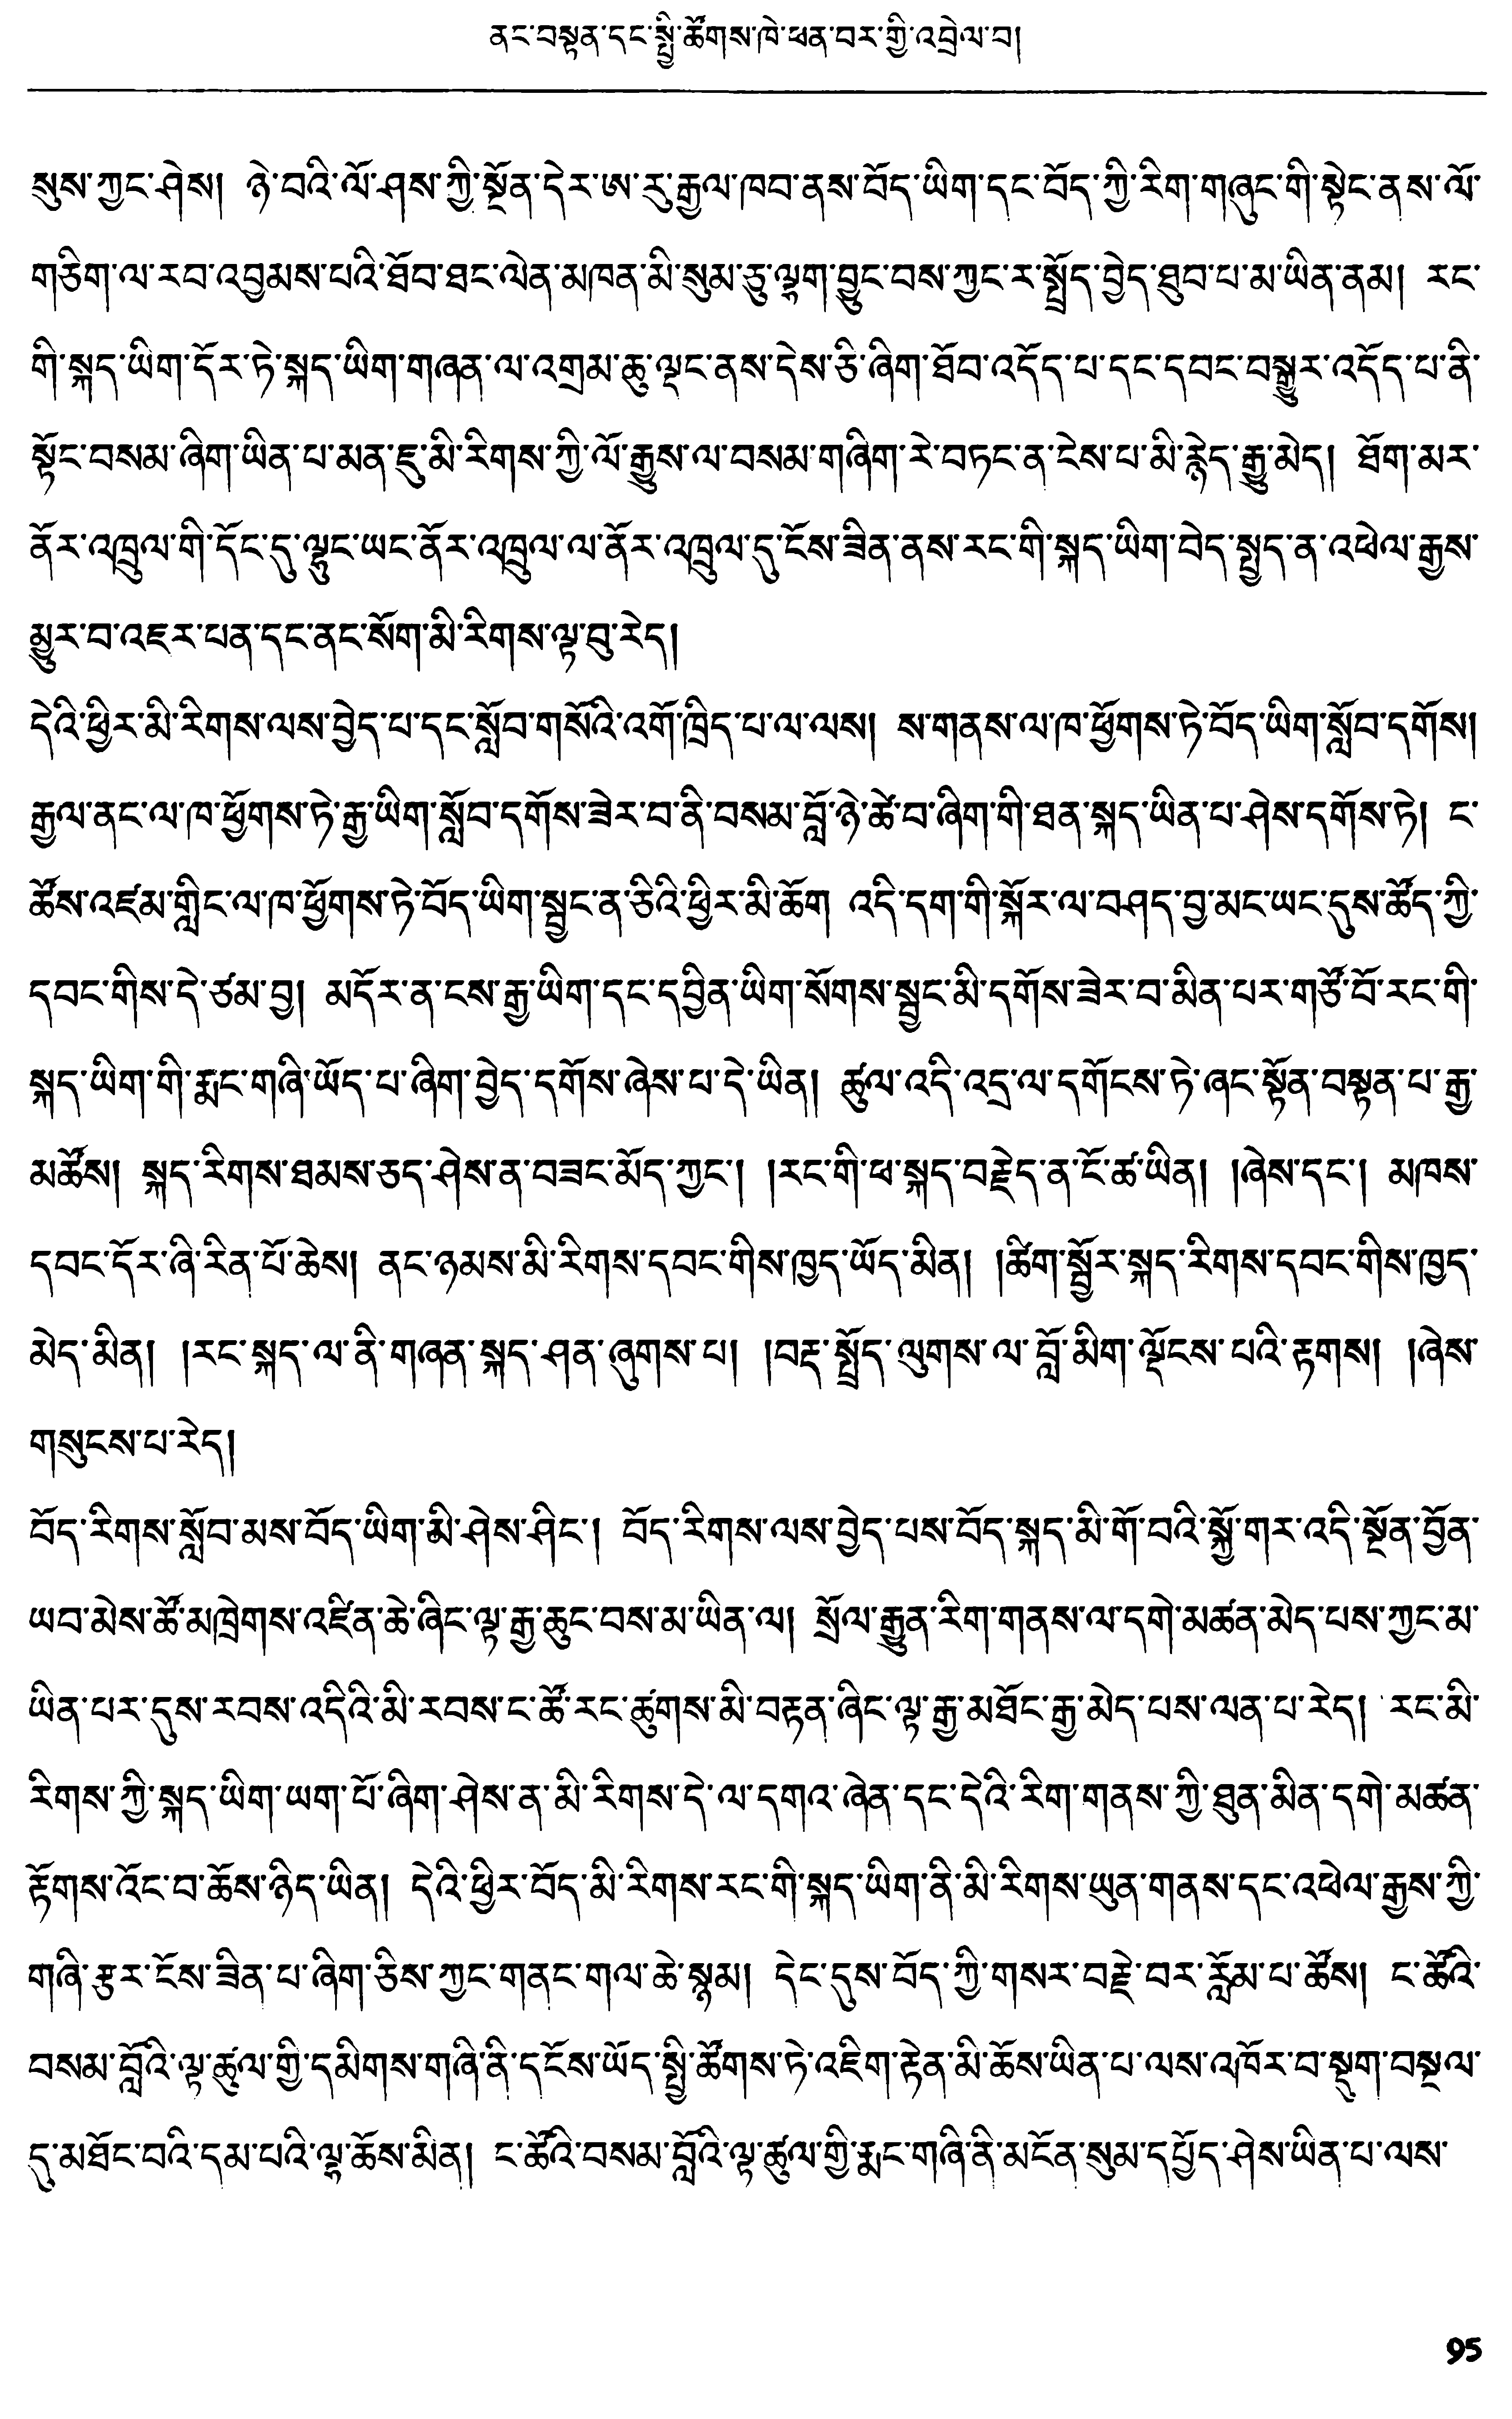 ནང་བསྟན་དང་སྤྱི་ཚོགས་ཁེ་ཕན་བར་གྱི་འབྲེལ་བ།
སུས་ཀྱང་ཤེས། ཉེ་བའི་ལོ་ཤས་ཀྱི་སྔོན་དེར་ཨ་རུ་རྒྱལ་ཁབ་ནས་བོད་ཡིག་དང་བོད་ཀྱི་རིག་གཞུང་གི་སྟེང་ནས་ལོ་
གཅིག་ལ་རབ་འབྱམས་པའི་ཐོབ་ཐང་ལེན་མཁན་མི་སུམ་ཅུ་ལྷག་བྱུང་བས་ཀྱང་ར་སྤྲོད་བྱེད་ཐུབ་པ་མ་ཡིན་ནམ། རང་
གི་སྐད་ཡིག་དོར་ཏེ་སྐད་ཡིག་གཞན་ལ་འགྲམ་ཆུ་ལྡང་ནས་དེས་ཅི་ཞིག་ཐོབ་འདོད་པ་དང་དབང་བསྒྱུར་འདོད་པ་ནི་
སྟོང་བསམ་ཞིག་ཡིན་པ་མན་ཇུ་མི་རིགས་ཀྱི་ལོ་རྒྱུས་ལ་བསམ་གཞིག་རེ་བཏང་ན་ངེས་པ་མི་རྙེད་རྒྱུ་མེད། ཐོག་མར་
ནོར་འཁྲུལ་གི་དོང་དུ་ལྷུང་ཡང་ནོར་འཁྲུལ་ལ་ནོར་འཁྲུལ་དུ་ངོས་ཟིན་ནས་རང་གི་སྐད་ཡིག་བེད་སྤྱད་ན་འཕེལ་རྒྱས་
མྱུར་བ་འཇར་པན་དང་ནང་སོག་མི་རིགས་ལྟ་བུ་རེད།
དེའི་ཕྱིར་མི་རིགས་ལས་བྱེད་པ་དང་སློབ་གསོའི་འགོ་ཁྲིད་པ་ལ་ལས། ས་གནས་ལ་ཁ་ཕྱོགས་ཏེ་བོད་ཡིག་སློབ་དགོས།
རྒྱལ་ནང་ལ་ཁ་ཕྱོགས་ཏེ་རྒྱ་ཡིག་སློབ་དགོས་ཟེར་བ་ནི་བསམ་བློ་ཉེ་ཚེ་བ་ཞིག་གི་ཐན་སྐད་ཡིན་པ་ཤེས་དགོས་ཏེ། ང་
ཚོས་འཛམ་གླིང་ལ་ཁ་ཕྱོགས་ཏེ་བོད་ཡིག་སྦྱང་ན་ཅིའི་ཕྱིར་མི་ཆོག འདི་དག་གི་སྐོར་ལ་བཤད་བྱ་མང་ཡང་དུས་ཚོད་ཀྱི་
དབང་གིས་དེ་ཙམ་བྱ། མདོར་ན་ངས་རྒྱ་ཡིག་དང་དབྱིན་ཡིག་སོགས་སྦྱང་མི་དགོས་ཟེར་བ་མིན་པར་གཙོ་བོ་རང་གི་
སྐད་ཡིག་གི་རྨང་གཞི་ཡོད་པ་ཞིག་བྱེད་དགོས་ཞེས་པ་དེ་ཡིན། ཚུལ་འདི་འདྲ་ལ་དགོངས་ཏེ་ཞང་སྟོན་བསྟན་པ་རྒྱ་
མཚོས། སྐད་རིགས་ཐམས་ཅད་ཤེས་ན་བཟང་མོད་ཀྱང་། །རང་གི་ཕ་སྐད་བརྗེད་ན་ངོ་ཚ་ཡིན། །ཞེས་དང་། མཁས་
དབང་དོར་ཞི་རིན་པོ་ཆེས། ནང་ཉམས་མི་རིགས་དབང་གིས་ཁྱད་ཡོད་མིན། །ཚིག་སྦྱོར་སྐད་རིགས་དབང་གིས་ཁྱད་
མེད་མིན། །རང་སྐད་ལ་ནི་གཞན་སྐད་ཤན་ཞུགས་པ། །བརྡ་སྤྲོད་ལུགས་ལ་བློ་མིག་ལྡོངས་པའི་རྟགས། །ཞེས་
གསུངས་པ་རེད།
བོད་རིགས་སློབ་མས་བོད་ཡིག་མི་ཤེས་ཤིང་། བོད་རིགས་ལས་བྱེད་པས་བོད་སྐད་མི་གོ་བའི་སྐྱོ་གར་འདི་སྔོན་བྱོན་
ཡབ་མེས་ཚོ་མཁྲེགས་འཛིན་ཆེ་ཞིང་ལྟ་རྒྱ་ཆུང་བས་མ་ཡིན་ལ། སྲོལ་རྒྱུན་རིག་གནས་ལ་དགེ་མཚན་མེད་པས་ཀྱང་མ་
ཡིན་པར་དུས་རབས་འདིའི་མི་རབས་ང་ཚོ་རང་ཚུགས་མི་བརྟན་ཞིང་ལྟ་རྒྱ་མཐོང་རྒྱ་མེད་པས་ལན་པ་རེད། རང་མི་
རིགས་ཀྱི་སྐད་ཡིག་ཡག་པོ་ཞིག་ཤེས་ན་མི་རིགས་དེ་ལ་དགའ་ཞེན་དང་དེའི་རིག་གནས་ཀྱི་ཐུན་མིན་དགེ་མཚན་
རྟོགས་འོང་བ་ཆོས་ཉིད་ཡིན། དེའི་ཕྱིར་བོད་མི་རིགས་རང་གི་སྐད་ཡིག་ནི་མི་རིགས་ཡུན་གནས་དང་འཕེལ་རྒྱས་ཀྱི་
གཞི་རྩར་ངོས་ཟིན་པ་ཞིག་ཅིས་ཀྱང་གནང་གལ་ཆེ་སྙམ། དེང་དུས་བོད་ཀྱི་གསར་བརྗེ་བར་རློམ་པ་ཚོས། ང་ཚོའི་
བསམ་བློའི་ལྟ་ཚུལ་གྱི་དམིགས་གཞི་ནི་དངོས་ཡོད་སྤྱི་ཚོགས་ཏེ་འཇིག་རྟེན་མི་ཆོས་ཡིན་པ་ལས་འཁོར་བ་སྡུག་བསྔལ་
དུ་མཐོང་བའི་དམ་པའི་ལྷ་ཆོས་མིན། ང་ཚོའི་བསམ་བློའི་ལྟ་ཚུལ་གྱི་རྨང་གཞི་ནི་མངོན་སུམ་དཔྱོད་ཤེས་ཡིན་པ་ལས་
95